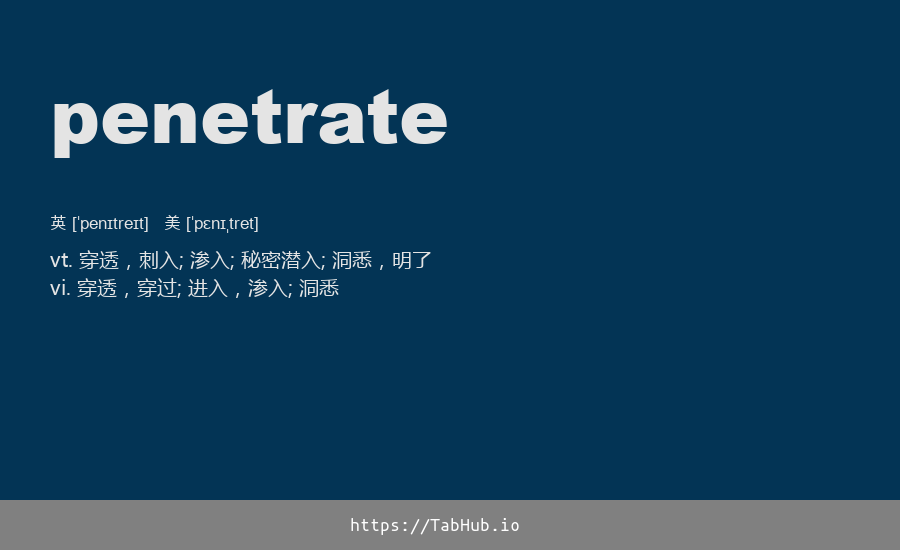 penetrate
英 [ˈpenɪtreɪt] 美 [ˈpɛnɪˌtret]
vt. 穿透，刺入; 渗入; 秘密潜入; 洞悉，明了
vi. 穿透，穿过; 进入，渗入; 洞悉
https://TabHub.io